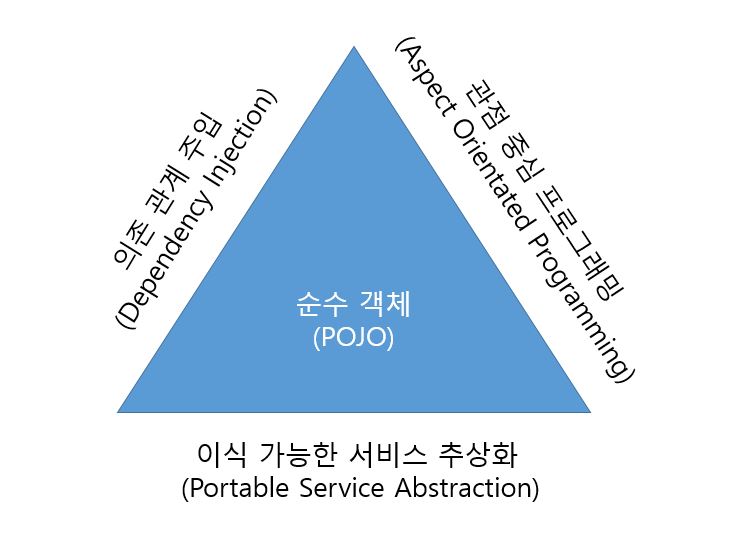 의존 관계 주입
(Dependency Injection)
관점 중심 프로그래밍
(Aspect Orientated Programming)
순수 객체
(POJO)
이식 가능한 서비스 추상화
(Portable Service Abstraction)